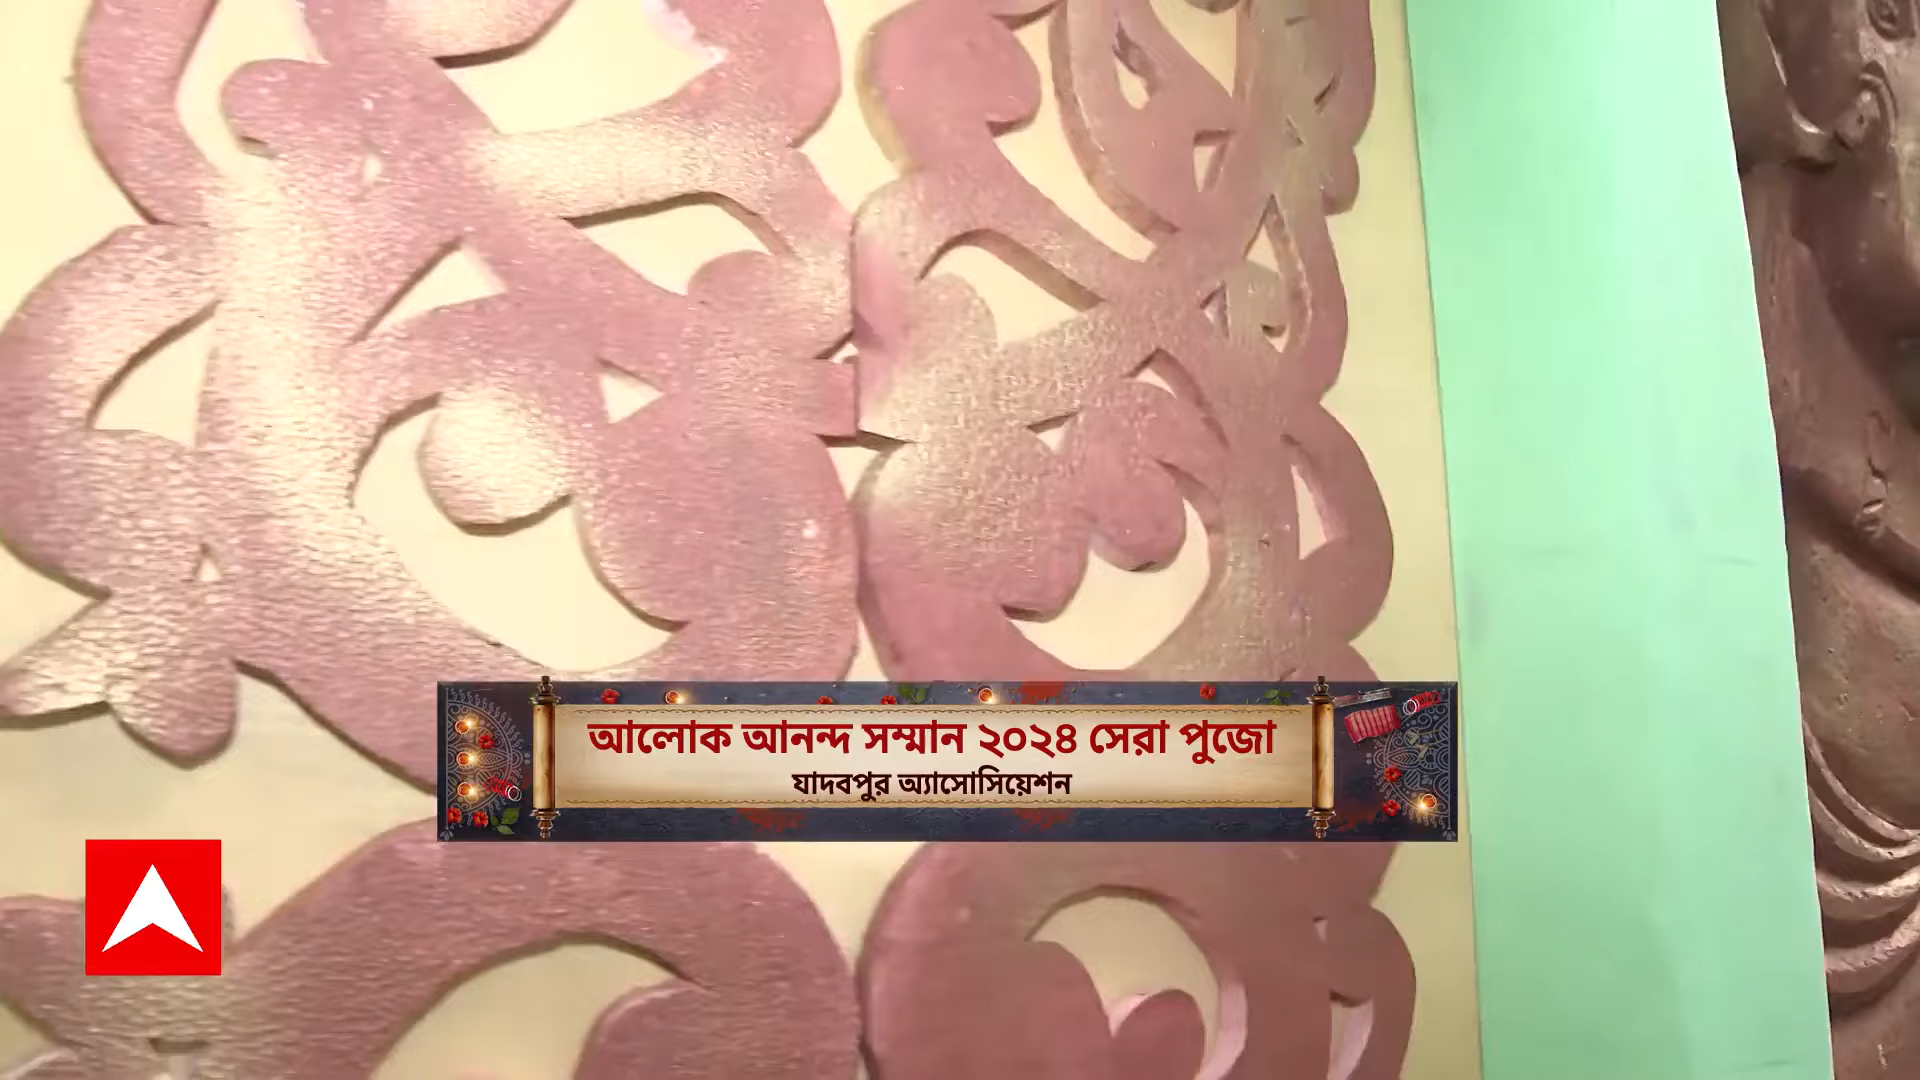 আলোক আনন্দ সম্মান ২০২৪ সেরা পুজো
যাদবপুর অ্যাসোসিয়েশন